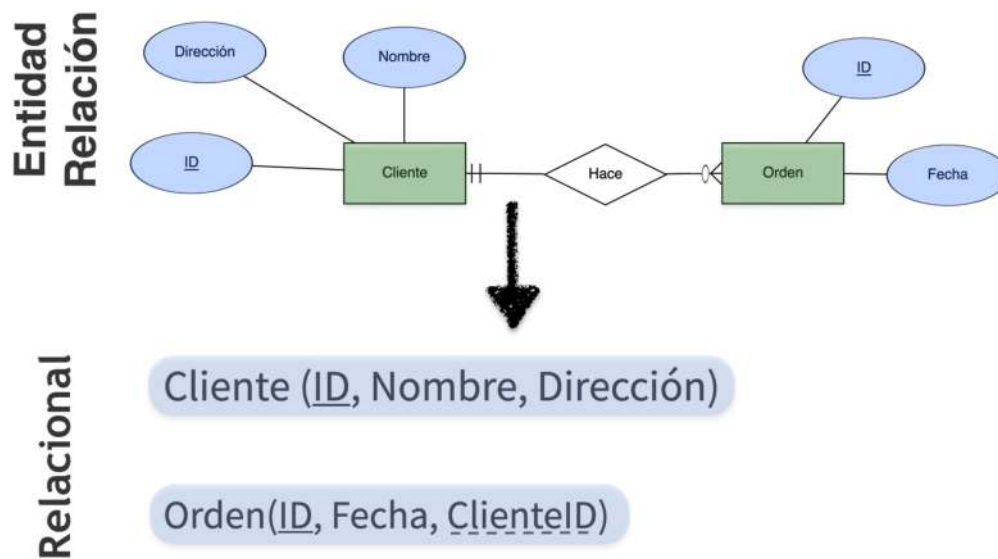 Entidad
Relación
Dirección
Nombre
ID
Cliente
Hace
ID
Orden
Fecha
Relacional
Cliente (ID, Nombre, Dirección)
Orden(ID, Fecha, ClienteID)